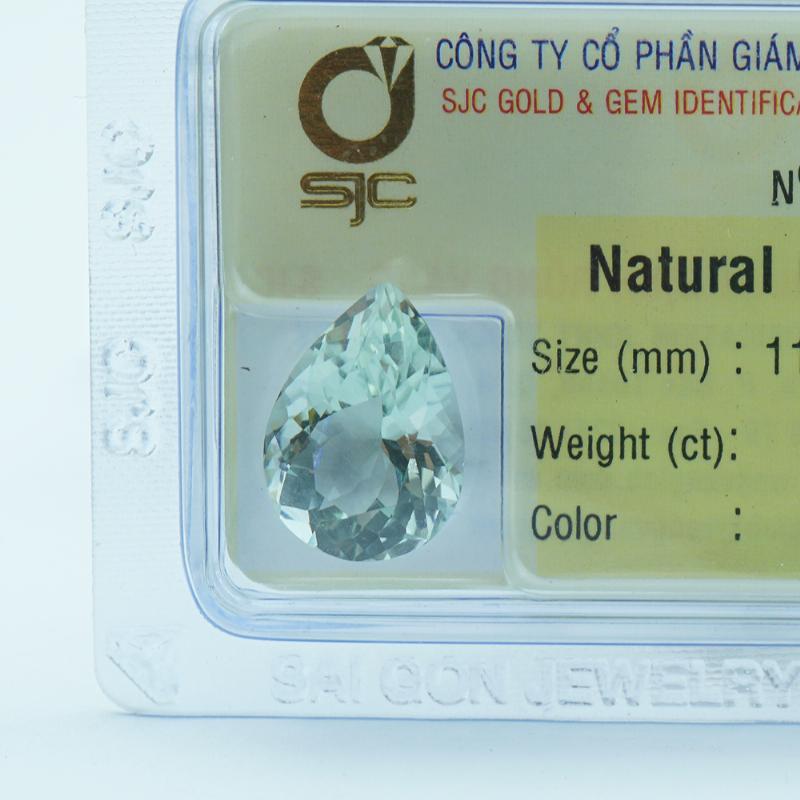 CÔNG TY CỔ PHẦN GIÁM
SJC GOLD & GEM IDENTIFICA
SJC
Nº
Natural
Size (mm) : 11
Weight (ct):
Color :
SJC
SJC
SAI GON JEWELRY